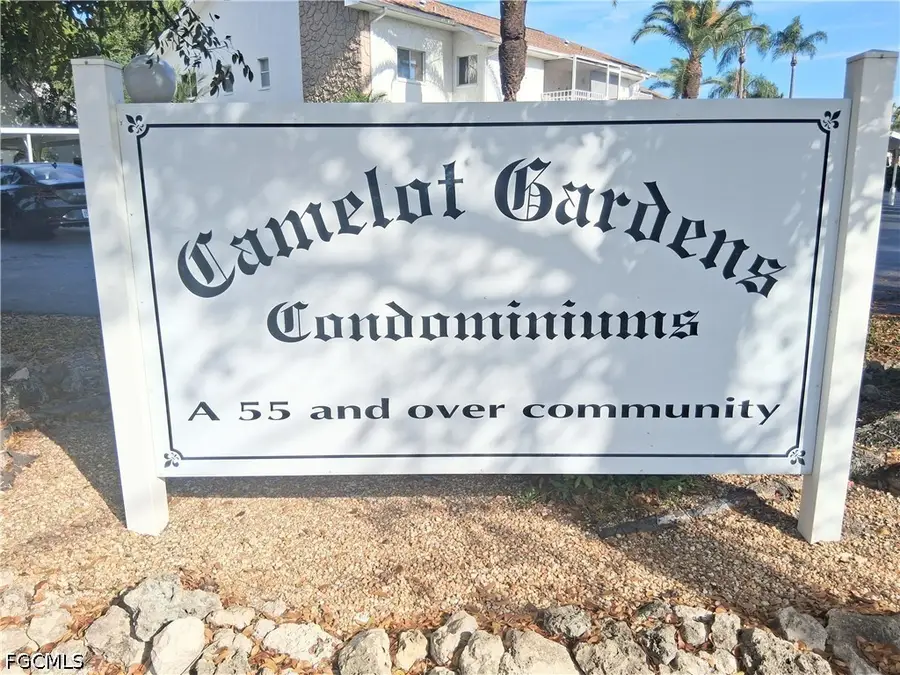 Camelot Gardens
Condominiums
A 55 and over community
FGCMLS